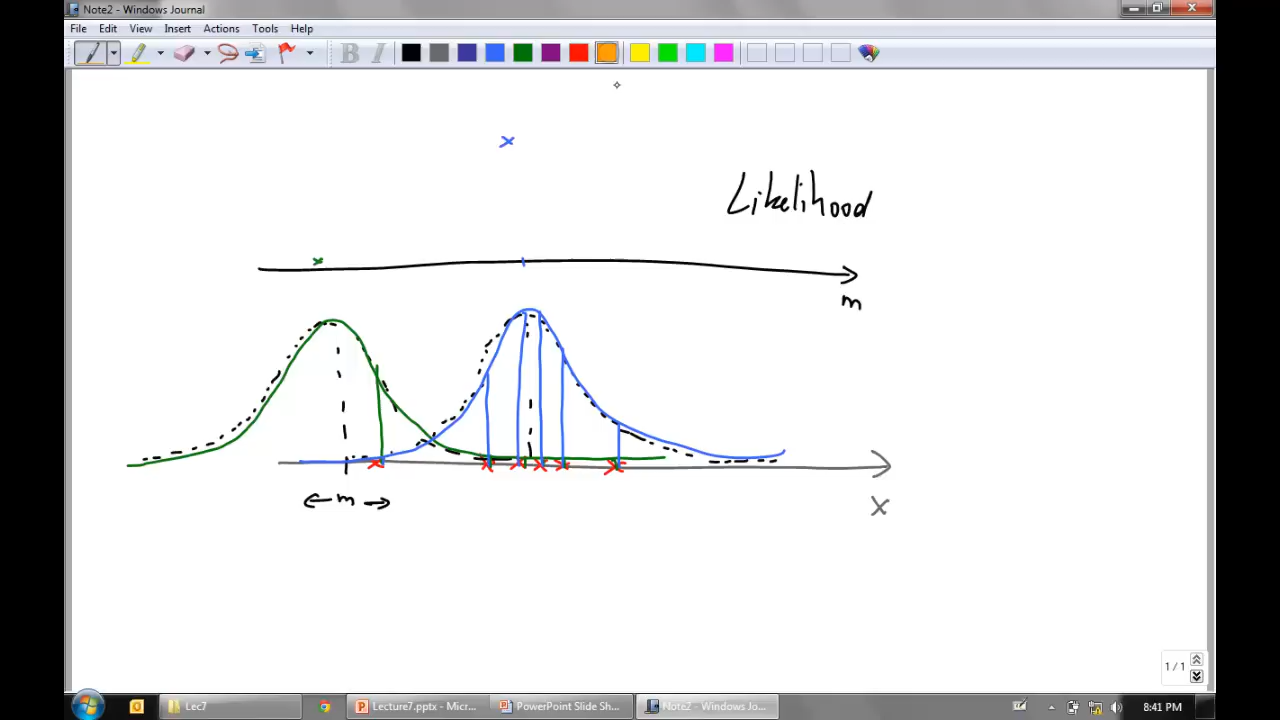 Note2 - Windows Journal
File Edit View Insert Actions Tools Help
B I
x
Likelihood
x
m
m
x
1 / 1
Lec7 Lecture7.pptx - Micr... PowerPoint Slide Sh... Note2 - Windows Jo... 8:41 PM